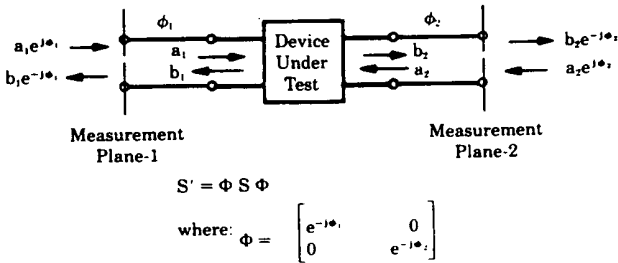 ϕ₁ ϕ₂
a₁e^{jϕ₁} a₁ Device b₂ b₂e^{-jϕ₂}
b₁e^{-jϕ₁} b₁ Under a₂ a₂e^{jϕ₂}
Test
Measurement Measurement
Plane-1 Plane-2
S' = Φ S Φ
where: Φ = [e^{-jϕ₁} 0
0 e^{-jϕ₂}]